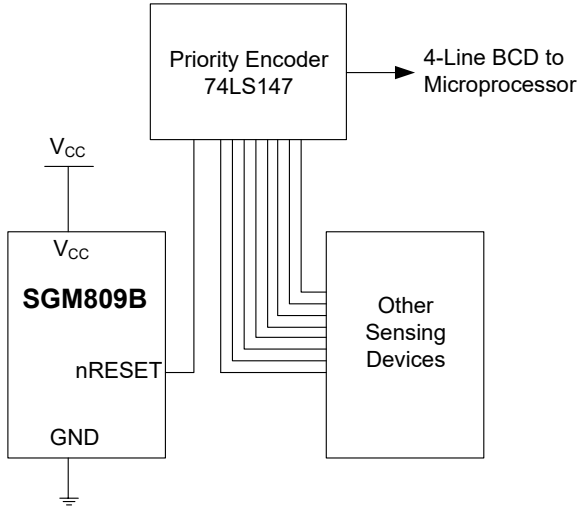 Priority Encoder
74LS147
4-Line BCD to
Microprocessor
VCC
VCC
SGM809B
nRESET
GND
Other
Sensing
Devices